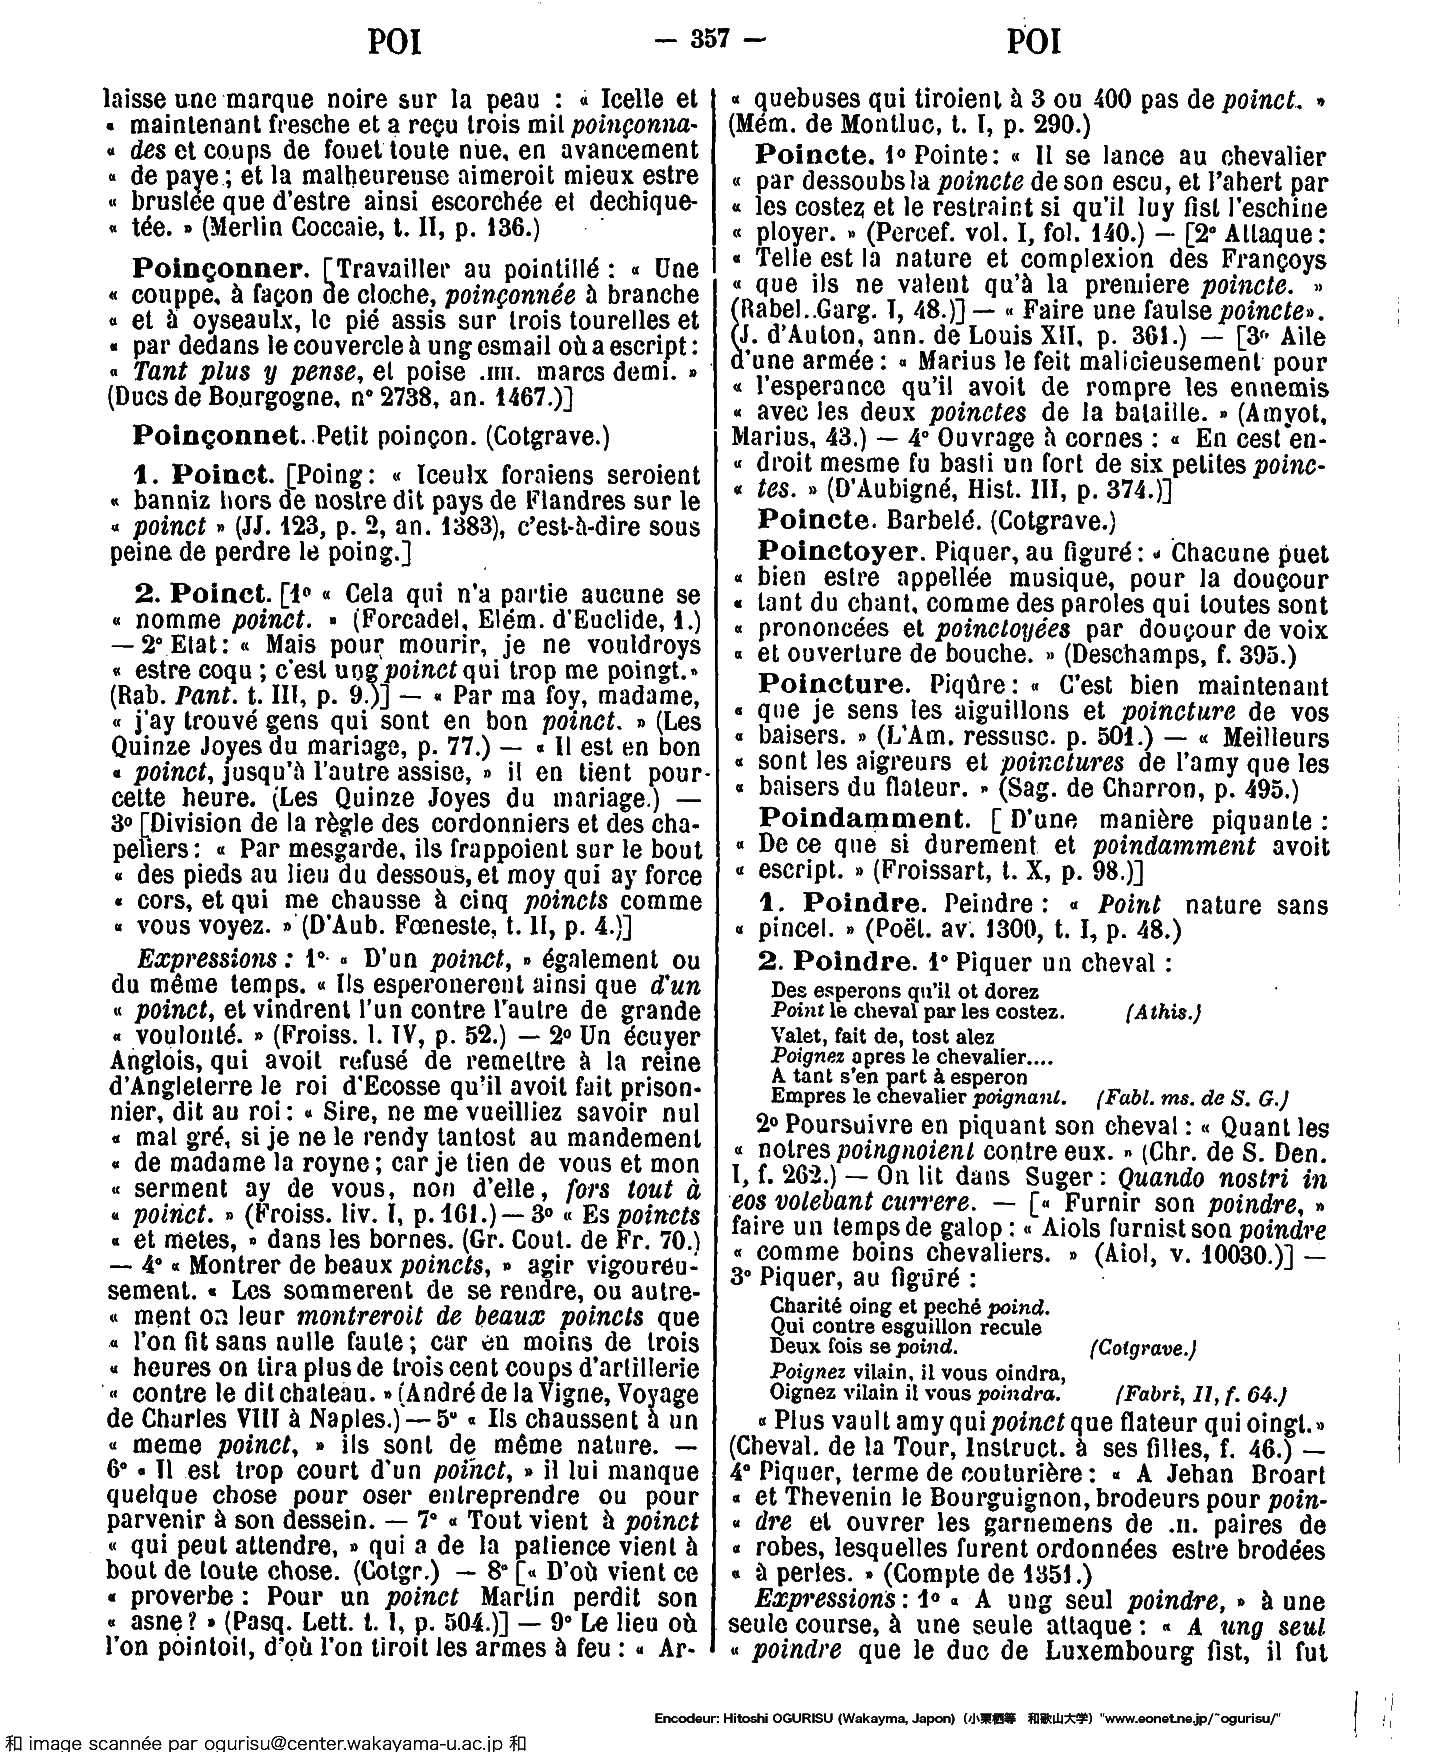 POI — 357 — POI
laisse une marque noire sur la peau : « Icelle et
« maintenant fresche et a reçu trois mil poinçonna-
« des et coups de fouet toute nue, en avancement
« de paye ; et la malheureuse aimeroit mieux estre
« bruslée que d'estre ainsi escorchée et dechique-
« tée. » (Merlin Coccaie, t. II, p. 136.)
Poinçonner. [Travailler au pointillé : « Une
« couppe, à façon de cloche, poinçonnée à branche
« et à oyseaulx, le pié assis sur trois tourelles et
« par dedans le couvercle à ung esmail où a escript :
« Tant plus y pense, et poise .IIII. marcs demi. »
(Ducs de Bourgogne, n° 2738, an. 1467.)]
Poinçonnet. Petit poinçon. (Cotgrave.)
1. Poinct. [Poing : « Iceulx foraiens seroient
« banniz hors de nostre dit pays de Flandres sur le
« poinct » (JJ. 123, p. 2, an. 1383), c'est-à-dire sous
peine de perdre le poing.]
2. Poinct. [1° « Cela qui n'a partie aucune se
« nomme poinct. » (Forcadel, Elém. d'Euclide, 1.)
— 2° Etat : « Mais pour mourir, je ne vouldroys
« estre coqu ; c'est ung poinct qui trop me poingt. »
(Rab. Pant. t. III, p. 9.)] — « Par ma foy, madame,
« j'ay trouvé gens qui sont en bon poinct. » (Les
Quinze Joyes du mariage, p. 77.) — « Il est en bon
« poinct, jusqu'à l'autre assise, » il en tient pour
cette heure. (Les Quinze Joyes du mariage.) —
3° [Division de la règle des cordonniers et des cha-
peliers : « Par mesgarde, ils frappoient sur le bout
« des pieds au lieu du dessous, et moy qui ay force
« cors, et qui me chausse à cinq poincts comme
« vous voyez. » (D'Aub. Fœneste, t. II, p. 4.)]
Expressions : 1° « D'un poinct, » également ou
du même temps. « Ils esperonerent ainsi que d'un
« poinct, et vindrent l'un contre l'autre de grande
« voulonté. » (Froiss. l. IV, p. 52.) — 2° Un écuyer
Anglois, qui avoit refusé de remettre à la reine
d'Angleterre le roi d'Ecosse qu'il avoit fait prison-
nier, dit au roi : « Sire, ne me vueilliez savoir nul
« mal gré, si je ne le rendy tantost au mandement
« de madame la royne ; car je tien de vous et mon
« serment ay de vous, non d'elle, fors tout à
« poinct. » (Froiss. liv. I, p. 161.) — 3° « Es poincts
« et metes, » dans les bornes. (Gr. Cout. de Fr. 70.)
— 4° « Montrer de beaux poincts, » agir vigoureu-
sement. « Les sommerent de se rendre, ou autre-
« ment on leur montreroit de beaux poincts que
« l'on fit sans nulle faute ; car en moins de trois
« heures on tira plus de trois cent coups d'artillerie
« contre le dit chateau. » (André de la Vigne, Voyage
de Charles VIII à Naples.) — 5° « Ils chaussent à un
« meme poinct, » ils sont de même nature. —
6° « Il est trop court d'un poinct, » il lui manque
quelque chose pour oser entreprendre ou pour
parvenir à son dessein. — 7° « Tout vient à poinct
« qui peut attendre, » qui a de la patience vient à
bout de toute chose. (Cotgr.) — 8° [« D'où vient ce
« proverbe : Pour un poinct Martin perdit son
« asne ? » (Pasq. Lett. t. I, p. 504.)] — 9° Le lieu où
l'on pointoit, d'où l'on tiroit les armes à feu : « Ar-
« quebuses qui tiroient à 3 ou 400 pas de poinct. »
(Mém. de Montluc, t. I, p. 290.)
Poincte. 1° Pointe : « Il se lance au chevalier
« par dessoubs la poincte de son escu, et l'ahert par
« les costez et le restraint si qu'il luy fist l'eschine
« ployer. » (Percef. vol. I, fol. 140.) — [2° Attaque :
« Telle est la nature et complexion des Françoys
« que ils ne valent qu'à la premiere poincte. »
(Rabel. Garg. I, 48.)] — « Faire une faulse poincte».
(J. d'Auton, ann. de Louis XII, p. 361.) — [3° Aile
d'une armée : « Marius le feit malicieusement pour
« l'esperance qu'il avoit de rompre les ennemis
« avec les deux poinctes de la bataille. » (Amyot,
Marius, 43.) — 4° Ouvrage à cornes : « En cest en-
« droit mesme fu basti un fort de six petites poinc-
« tes. » (D'Aubigné, Hist. III, p. 374.)]
Poincte. Barbelé. (Cotgrave.)
Poinctoyer. Piquer, au figuré : « Chacune puet
« bien estre appellée musique, pour la douçour
« tant du chant, comme des paroles qui toutes sont
« prononcées et poinctoyées par douçour de voix
« et ouverture de bouche. » (Deschamps, f. 395.)
Poincture. Piqûre : « C'est bien maintenant
« que je sens les aiguillons et poincture de vos
« baisers. » (L'Am. ressusc. p. 501.) — « Meilleurs
« sont les aigreurs et poinctures de l'amy que les
« baisers du flateur. » (Sag. de Charron, p. 495.)
Poindamment. [ D'une manière piquante :
« De ce que si durement et poindamment avoit
« escript. » (Froissart, t. X, p. 98.)]
1. Poindre. Peindre : « Point nature sans
« pincel. » (Poët. av. 1300, t. I, p. 48.)
2. Poindre. 1° Piquer un cheval :
Des esperons qu'il ot dorez
Point le cheval par les costez. (Athis.)
Valet, fait de, tost alez
Poignez apres le chevalier....
A tant s'en part à esperon
Empres le chevalier poignant. (Fabl. ms. de S. G.)
2° Poursuivre en piquant son cheval : « Quant les
« notres poingnoient contre eux. » (Chr. de S. Den.
I, f. 262.) — On lit dans Suger : Quando nostri in
eos volebant currere. — [« Furnir son poindre, »
faire un temps de galop : « Aiols furnist son poindre
« comme boins chevaliers. » (Aiol, v. 10030.)] —
3° Piquer, au figuré :
Charité oing et peché poind.
Qui contre esguillon recule
Deux fois se poind. (Cotgrave.)
Poignez vilain, il vous oindra,
Oignez vilain il vous poindra. (Fabri, II, f. 64.)
« Plus vault amy qui poinct que flateur qui oingt. »
(Cheval. de la Tour, Instruct. à ses filles, f. 46.) —
4° Piquer, terme de couturière : « A Jehan Broart
« et Thevenin le Bourguignon, brodeurs pour poin-
« dre et ouvrer les garnemens de .II. paires de
« robes, lesquelles furent ordonnées estre brodées
« à perles. » (Compte de 1351.)
Expressions : 1° « A ung seul poindre, » à une
seule course, à une seule attaque : « A ung seul
« poindre que le duc de Luxembourg fist, il fut
Encodeur: Hitoshi OGURISU (Wakayma, Japon) (小栗栖等 和歌山大学) "www.eonet.ne.jp/~ogurisu/"
和 image scannée par ogurisu@center.wakayama-u.ac.jp 和